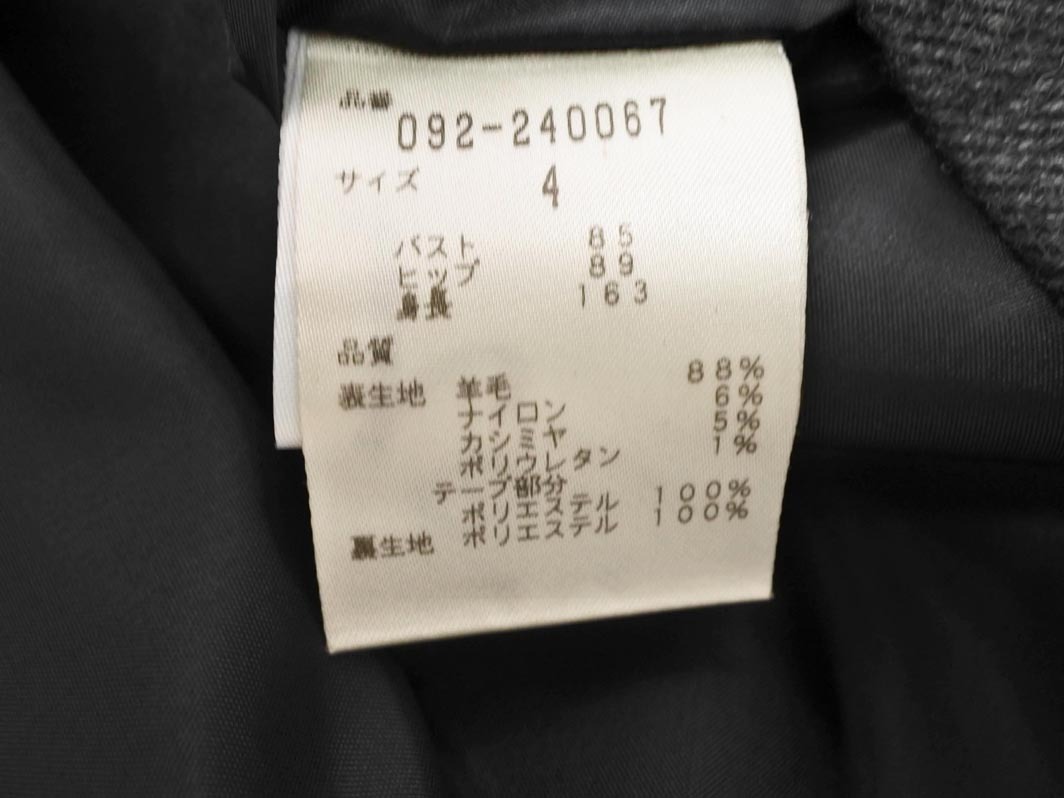 品番
092-240067
サイズ 4
バスト 85
ヒップ 89
身長 163
品質
表生地 羊毛 88%
ナイロン 6%
カシミヤ 5%
ポリウレタン 1%
テープ部分
ポリエステル 100%
裏生地 ポリエステル 100%